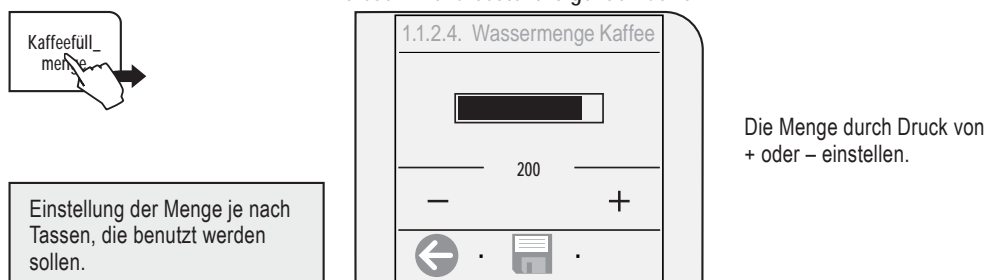 Kaffeefüll_
menge
1.1.2.4. Wassermenge Kaffee
200
– +
Die Menge durch Druck von
+ oder – einstellen.
Einstellung der Menge je nach
Tassen, die benutzt werden
sollen.